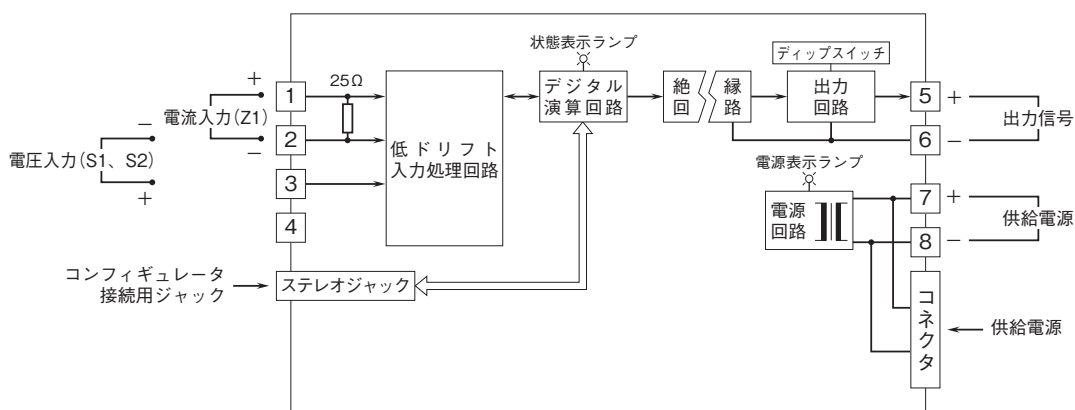 状態表示ランプ
ディップスイッチ
+
1
25Ω
電流入力(Z1)
デジタル
演算回路
絶縁
回路
出力
回路
5
+
出力信号
−
電圧入力(S1、S2)
+
−
2
低ドリフト
入力処理回路
6
−
電源表示ランプ
3
7
+
供給電源
4
電源
回路
8
−
コンフィギュレータ
接続用ジャック
ステレオジャック
コネクタ
供給電源